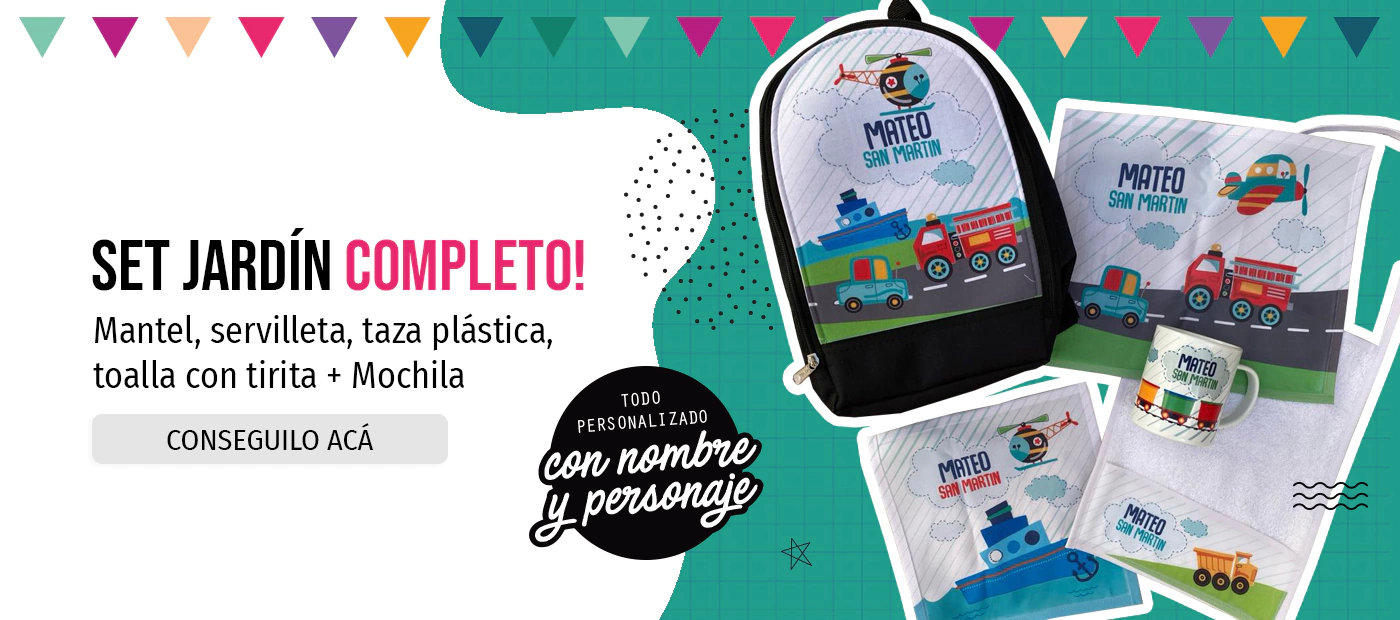 SET JARDÍN COMPLETO!
Mantel, servilleta, taza plástica,
toalla con tirita + Mochila
CONSEGUILO ACÁ
TODO
PERSONALIZADO
con nombre
y personaje
MATEO
SAN MARTIN
MATEO
SAN MARTIN
MATEO
SAN MARTIN
MATEO
SAN MARTIN
MATEO
SAN MARTIN